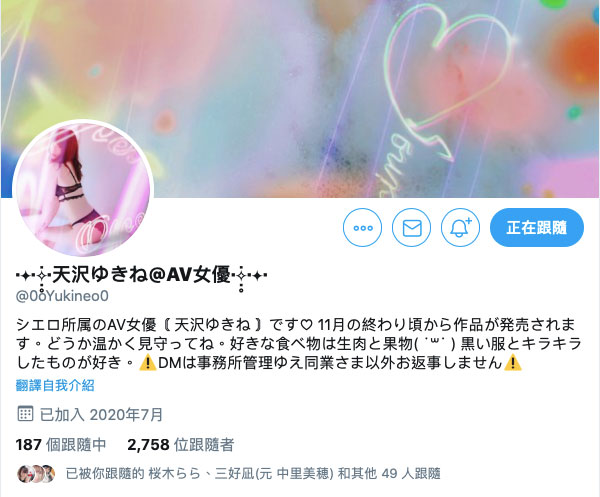 正在跟隨
·✦·✧·天沢ゆきね@AV女優·✧·✦·
@0óYukineo0
シエロ所属のAV女優〘 天沢ゆきね 〙です♡ 11月の終わり頃から作品が発売されま
す。どうか温かく見守ってね。好きな食べ物は生肉と果物( ˙꒳˙ ) 黒い服とキラキラ
したものが好き。⚠️DMは事務所管理ゆえ同業さま以外お返事しません⚠️
翻譯自我介紹
已加入 2020年7月
187 個跟隨中 2,758 位跟隨者
已被你跟隨的 桜木らら、三好凪(元 中里美穂) 和其他 49 人跟隨